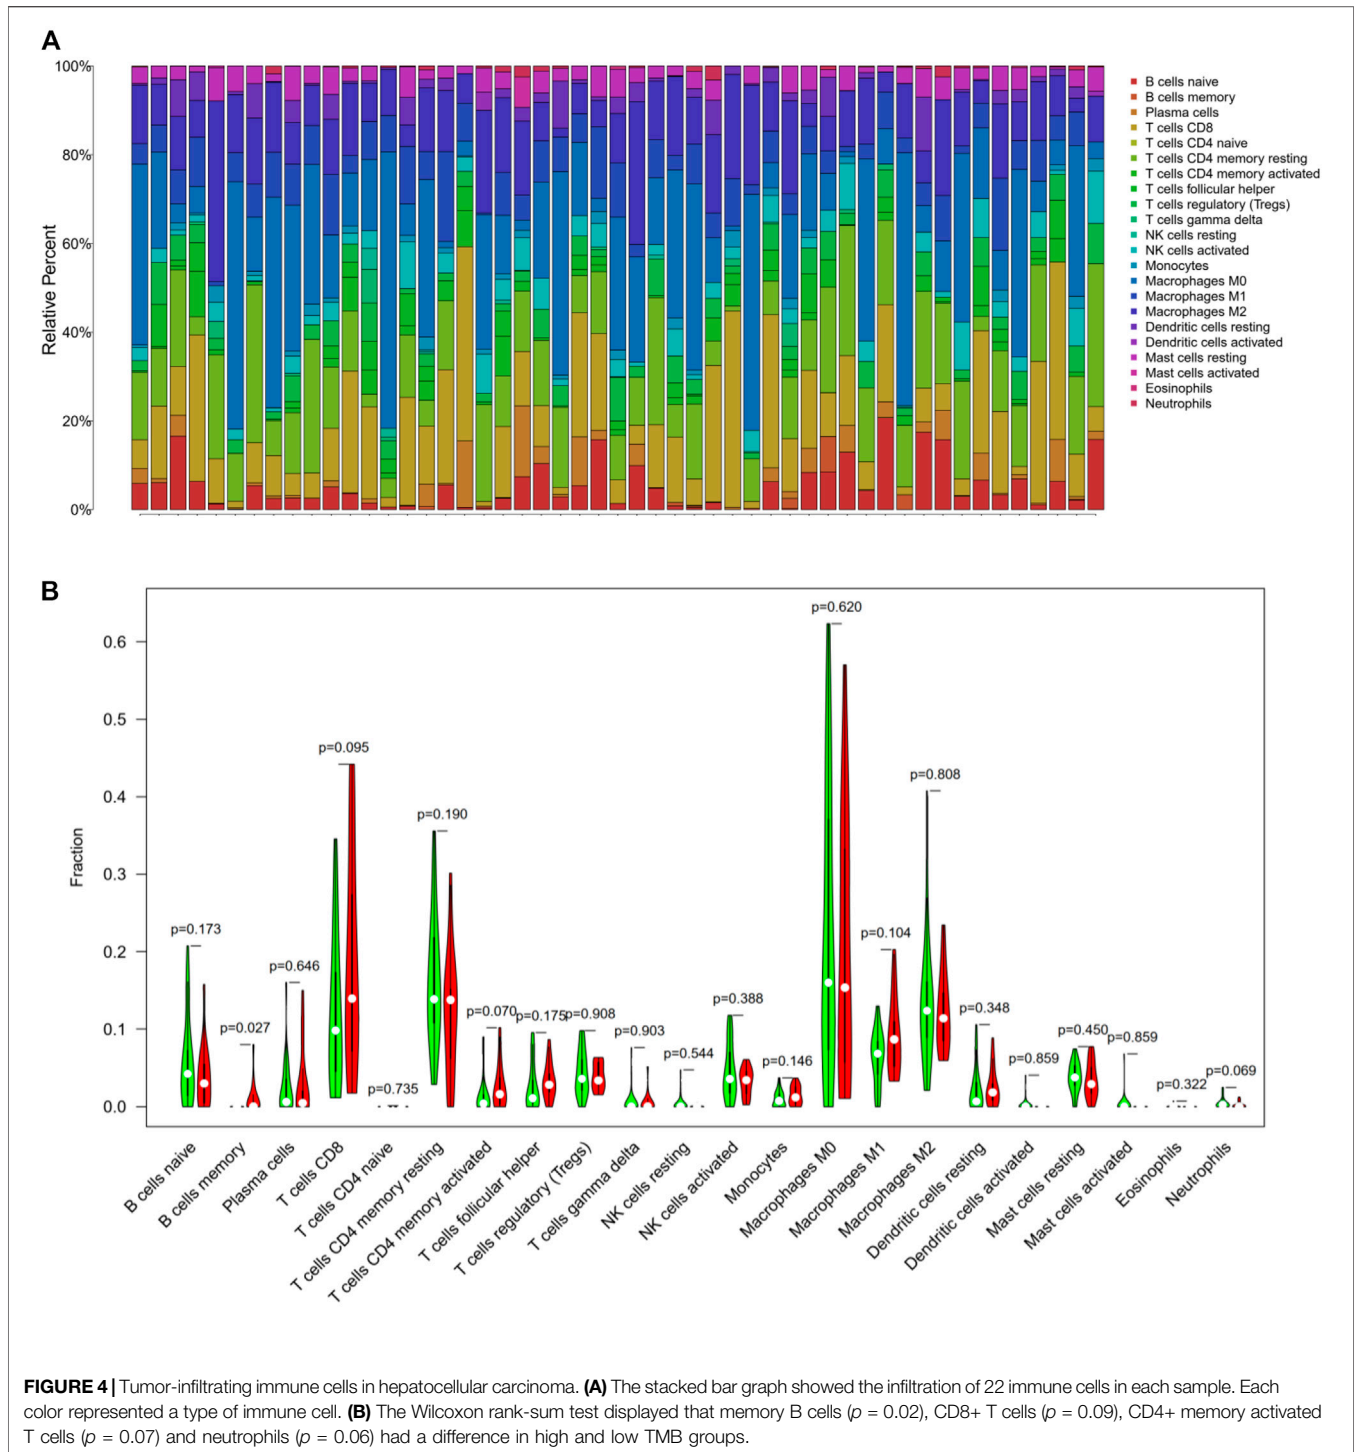 A
100%
80%
60%
40%
20%
0%
Relative Percent
B cells naive
B cells memory
Plasma cells
T cells CD8
T cells CD4 naive
T cells CD4 memory resting
T cells CD4 memory activated
T cells follicular helper
T cells regulatory (Tregs)
T cells gamma delta
NK cells resting
NK cells activated
Monocytes
Macrophages M0
Macrophages M1
Macrophages M2
Dendritic cells resting
Dendritic cells activated
Mast cells resting
Mast cells activated
Eosinophils
Neutrophils
B
0.6
0.5
0.4
0.3
0.2
0.1
0.0
Fraction
p=0.173
p=0.027
p=0.646
p=0.095
p=0.735
p=0.190
p=0.070
p=0.175
p=0.908
p=0.903
p=0.544
p=0.388
p=0.146
p=0.620
p=0.104
p=0.808
p=0.348
p=0.859
p=0.450
p=0.859
p=0.322
p=0.069
B cells naive
B cells memory
Plasma cells
T cells CD8
T cells CD4 naive
T cells CD4 memory resting
T cells CD4 memory activated
T cells follicular helper
T cells regulatory (Tregs)
T cells gamma delta
NK cells resting
NK cells activated
Monocytes
Macrophages M0
Macrophages M1
Macrophages M2
Dendritic cells resting
Dendritic cells activated
Mast cells resting
Mast cells activated
Eosinophils
Neutrophils
FIGURE 4 | Tumor-infiltrating immune cells in hepatocellular carcinoma. (A) The stacked bar graph showed the infiltration of 22 immune cells in each sample. Each
color represented a type of immune cell. (B) The Wilcoxon rank-sum test displayed that memory B cells (p = 0.02), CD8+ T cells (p = 0.09), CD4+ memory activated
T cells (p = 0.07) and neutrophils (p = 0.06) had a difference in high and low TMB groups.